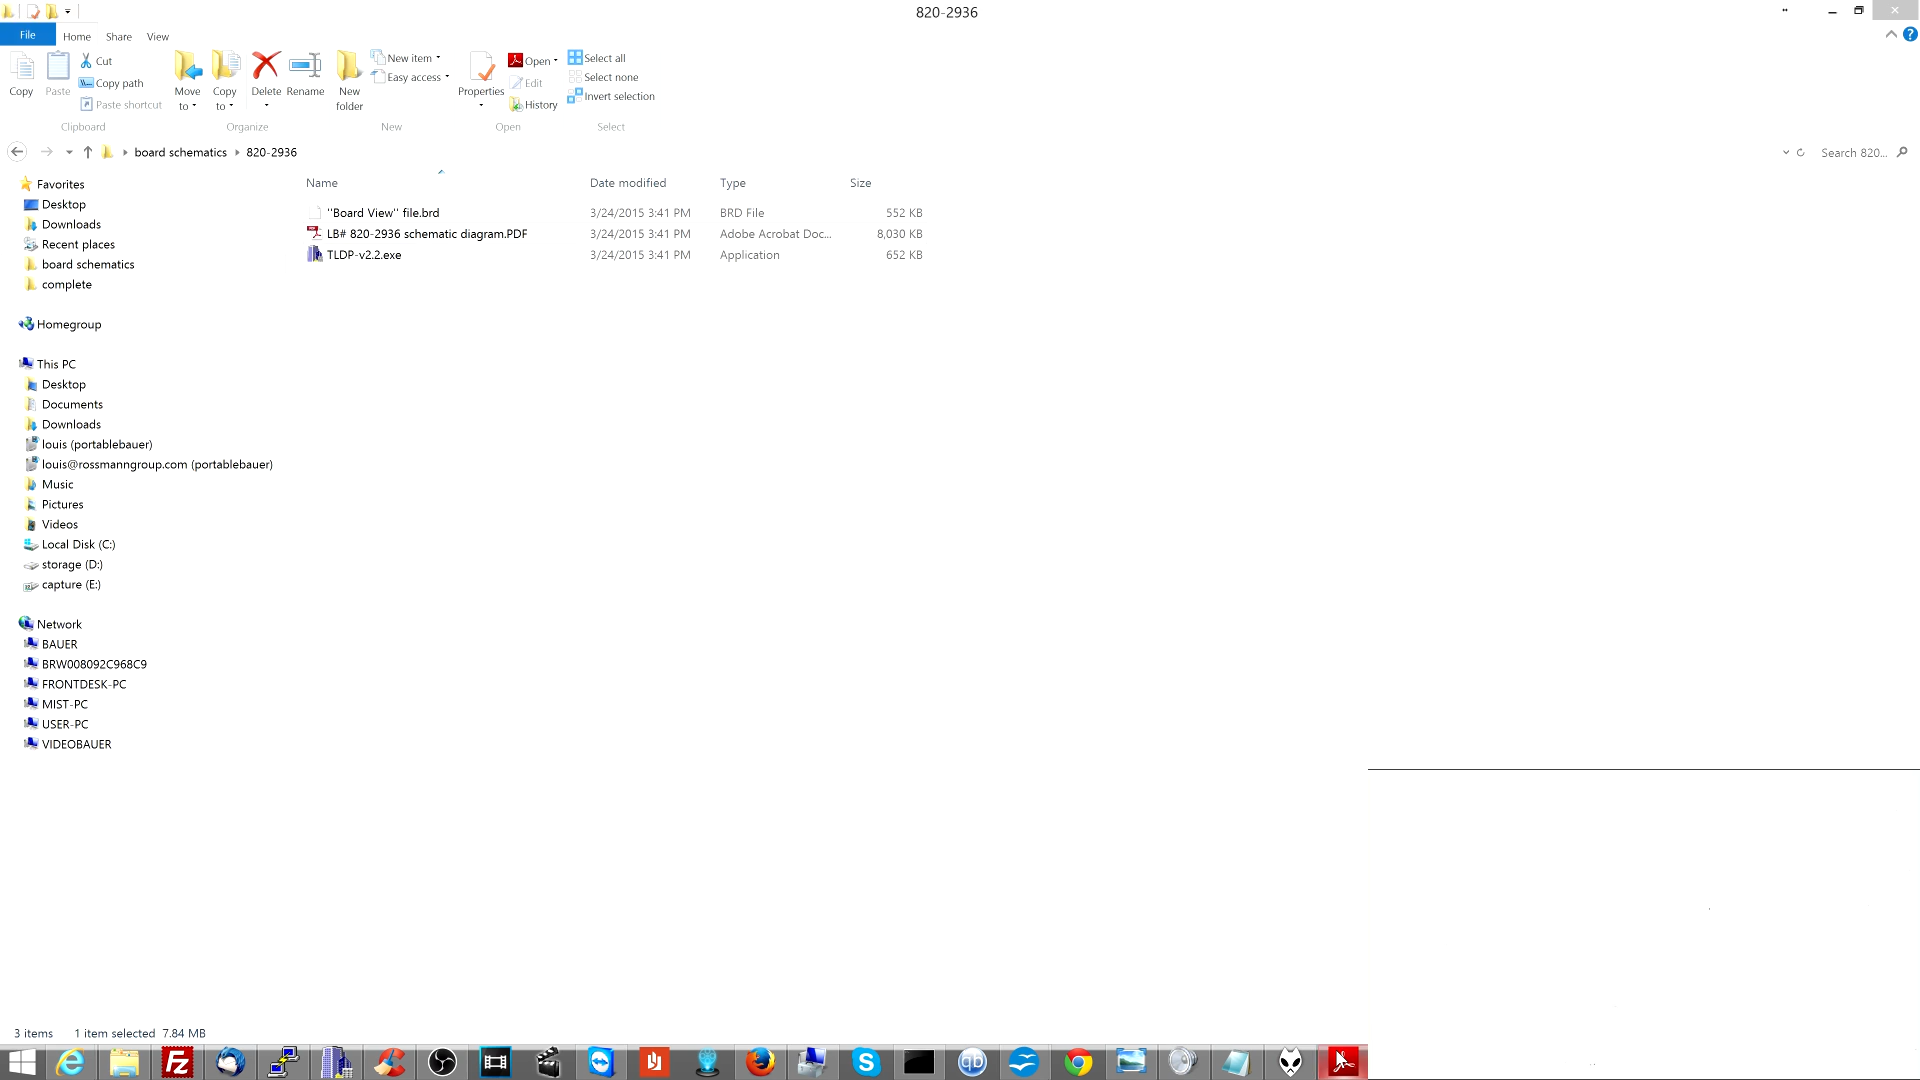 820-2936
File Home Share View
Copy Paste Cut Copy path Paste shortcut
Move to Copy to Delete Rename New folder
New item Easy access
Properties Open Edit History
Select all Select none Invert selection
Clipboard Organize New Open Select
board schematics 820-2936 Search 820...
Name Date modified Type Size
''Board View'' file.brd 3/24/2015 3:41 PM BRD File 552 KB
LB# 820-2936 schematic diagram.PDF 3/24/2015 3:41 PM Adobe Acrobat Doc... 8,030 KB
TLDP-v2.2.exe 3/24/2015 3:41 PM Application 652 KB
Favorites
Desktop
Downloads
Recent places
board schematics
complete
Homegroup
This PC
Desktop
Documents
Downloads
louis (portablebauer)
louis@rossmanngroup.com (portablebauer)
Music
Pictures
Videos
Local Disk (C:)
storage (D:)
capture (E:)
Network
BAUER
BRW008092C968C9
FRONTDESK-PC
MIST-PC
USER-PC
VIDEOBAUER
3 items 1 item selected 7.84 MB